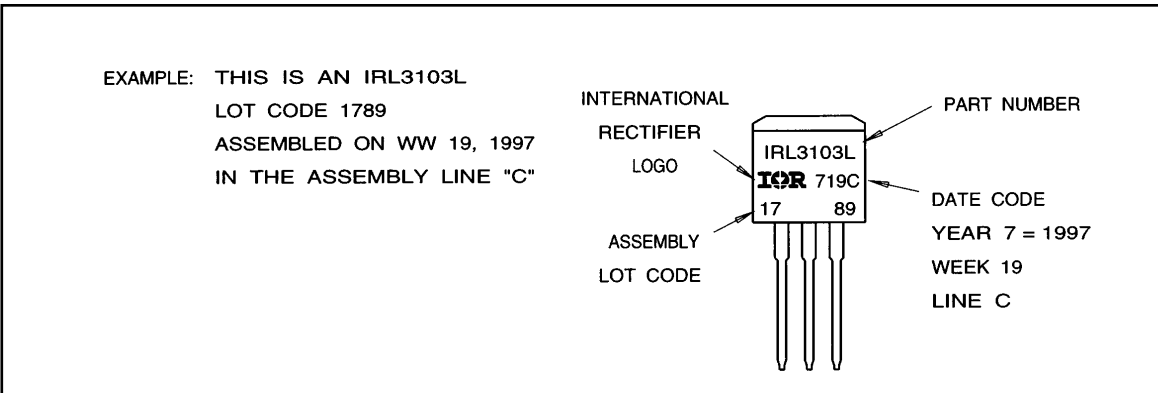 EXAMPLE: THIS IS AN IRL3103L
LOT CODE 1789
ASSEMBLED ON WW 19, 1997
IN THE ASSEMBLY LINE "C"
INTERNATIONAL
RECTIFIER
LOGO
ASSEMBLY
LOT CODE
IRL3103L
IOR 719C
17 89
PART NUMBER
DATE CODE
YEAR 7 = 1997
WEEK 19
LINE C